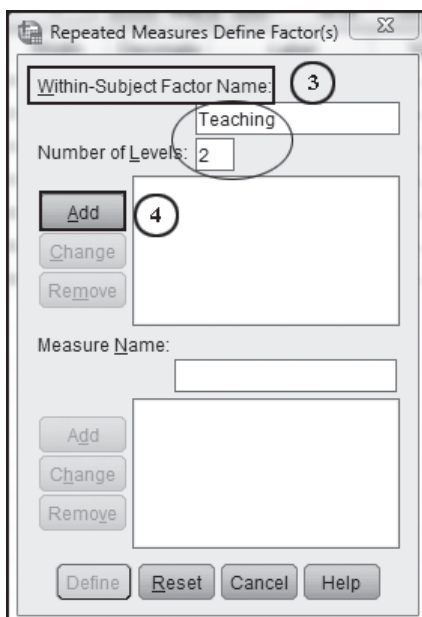 Repeated Measures Define Factor(s)
Within-Subject Factor Name: 3
Teaching
Number of Levels: 2
Add 4
Change
Remove
Measure Name:
Add
Change
Remove
Define Reset Cancel Help